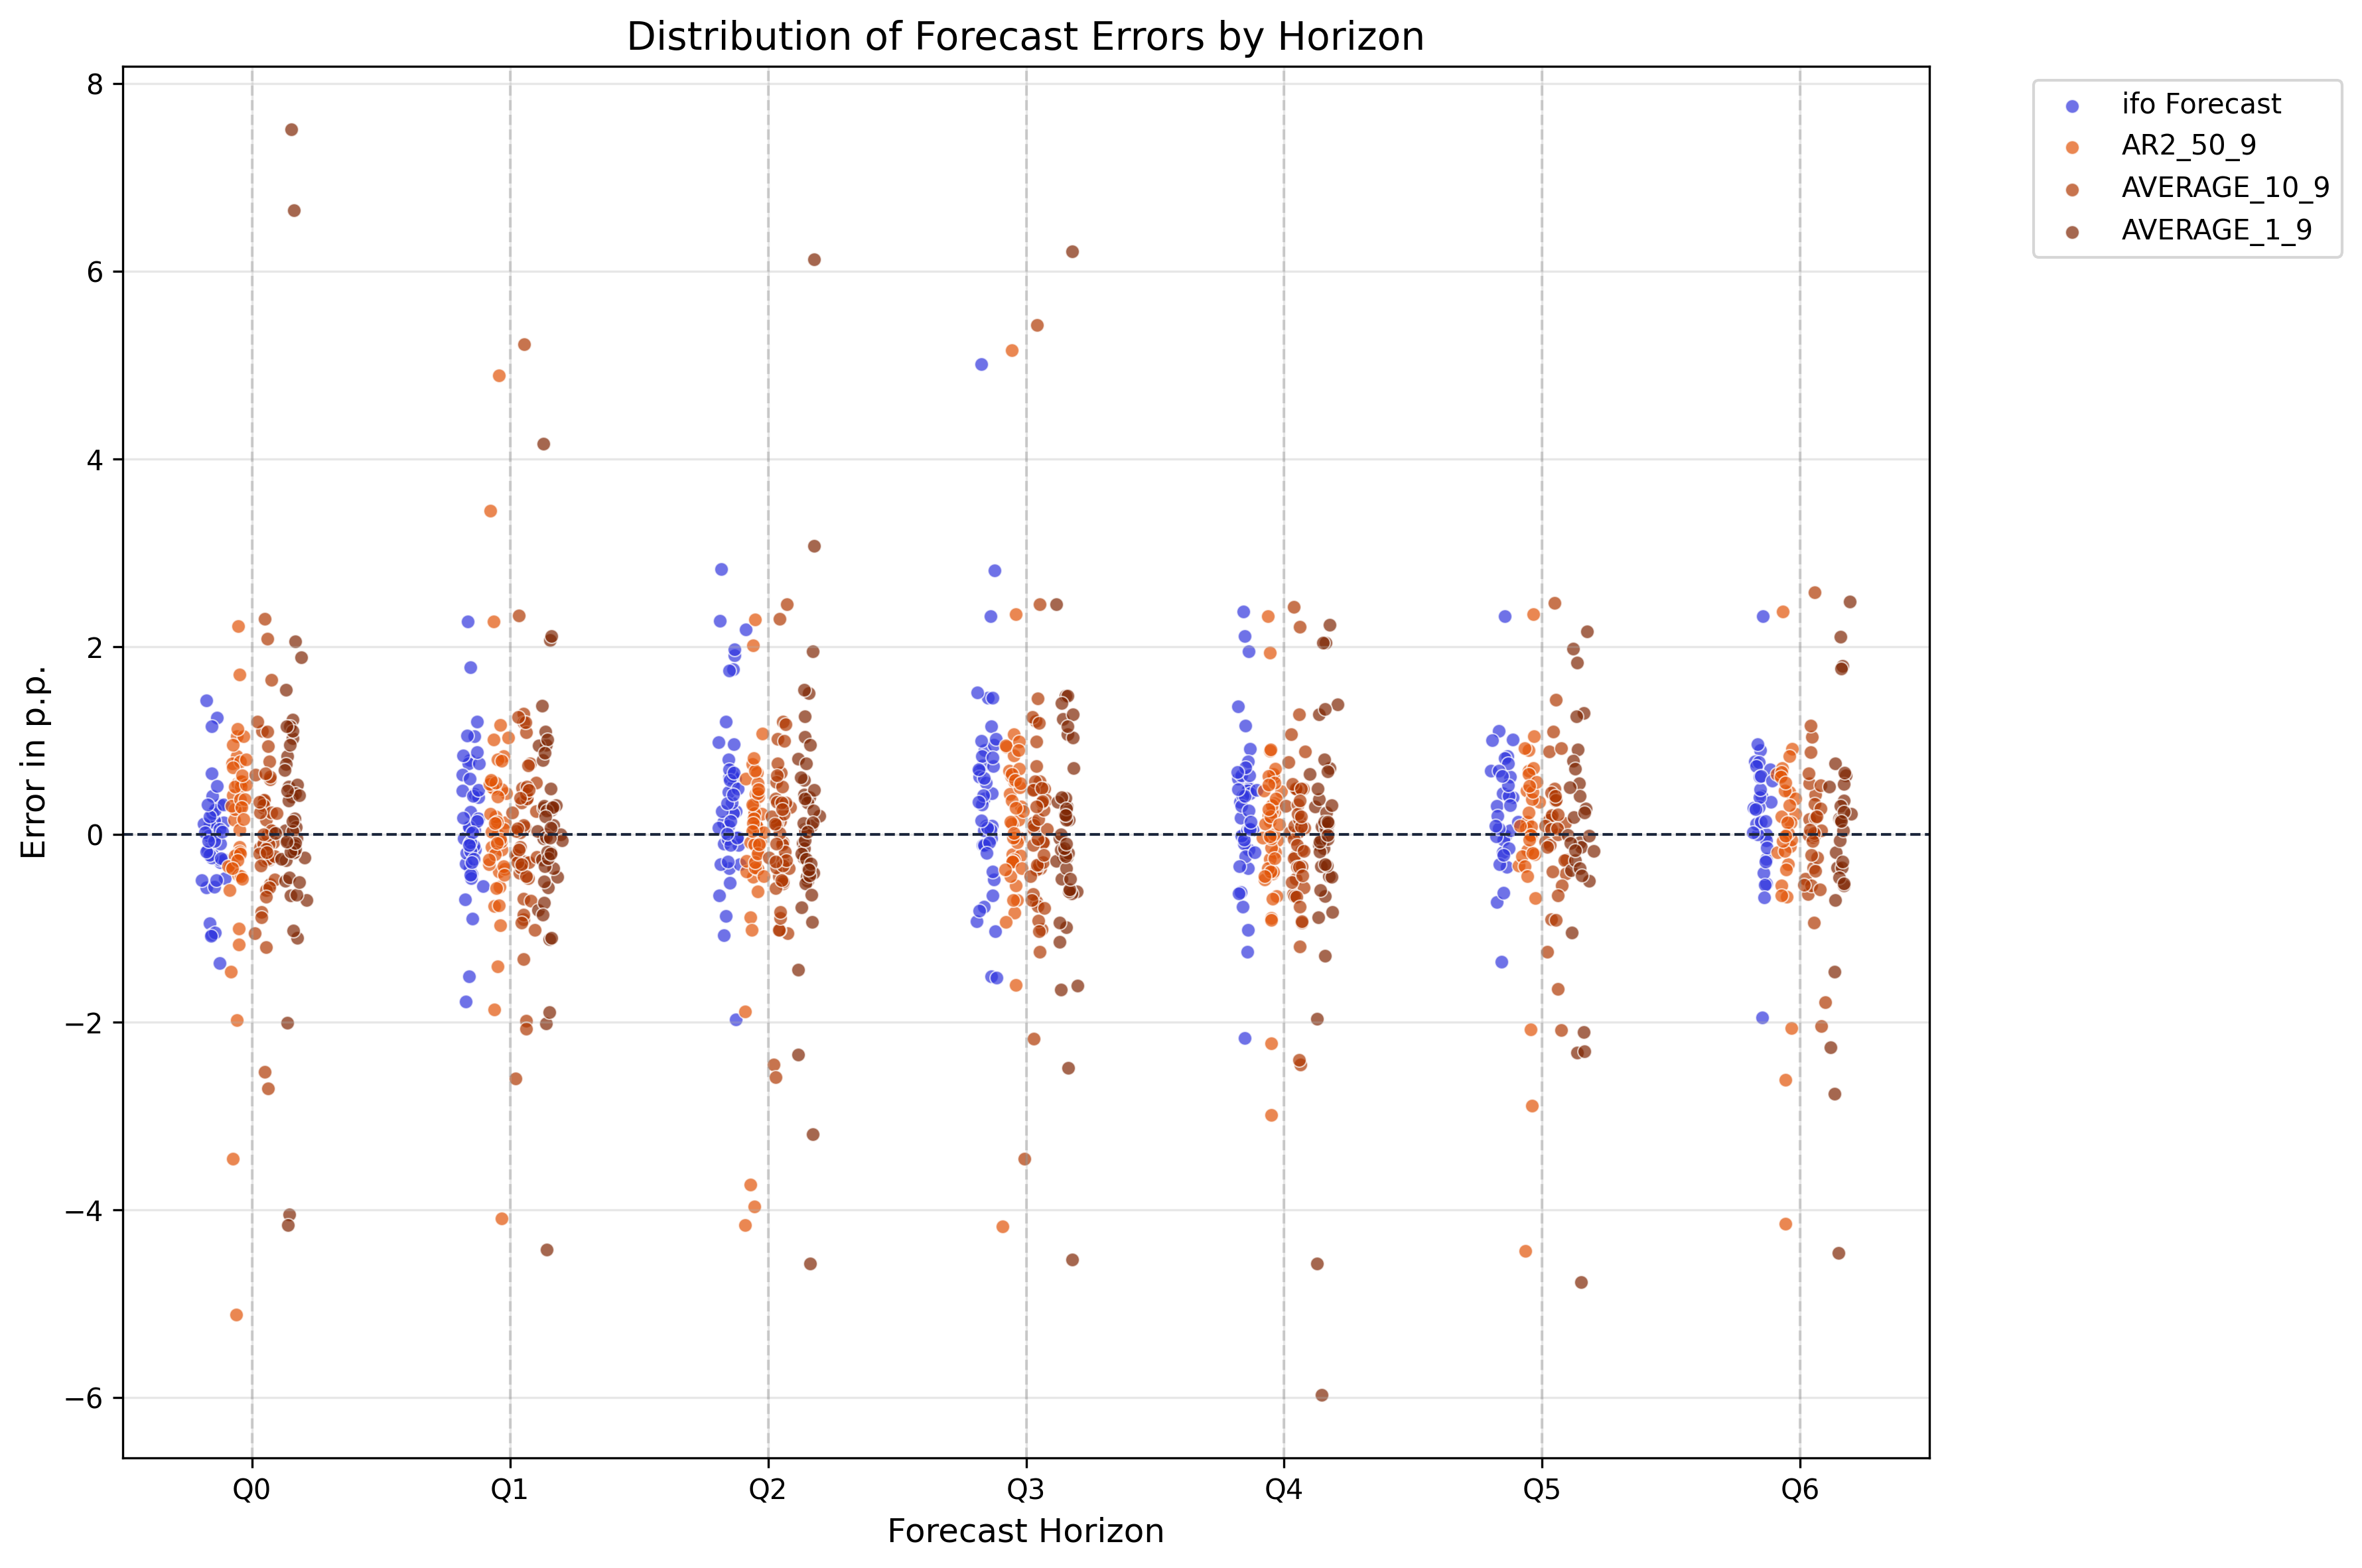 Distribution of Forecast Errors by Horizon
ifo Forecast
AR2_50_9
AVERAGE_10_9
AVERAGE_1_9
Error in p.p.
8
6
4
2
0
−2
−4
−6
Q0 Q1 Q2 Q3 Q4 Q5 Q6
Forecast Horizon